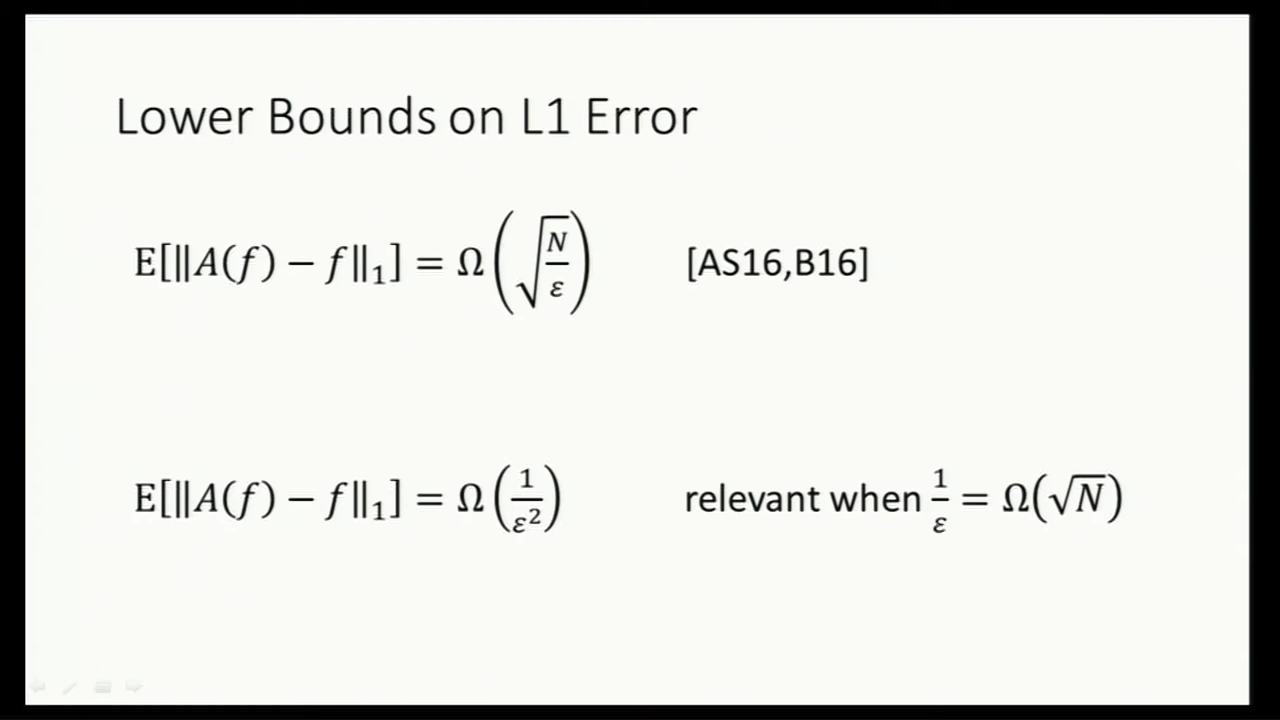 Lower Bounds on L1 Error
E[‖A(f) − f‖₁] = Ω(√(N/ε)) [AS16,B16]
E[‖A(f) − f‖₁] = Ω(1/ε²) relevant when 1/ε = Ω(√N)